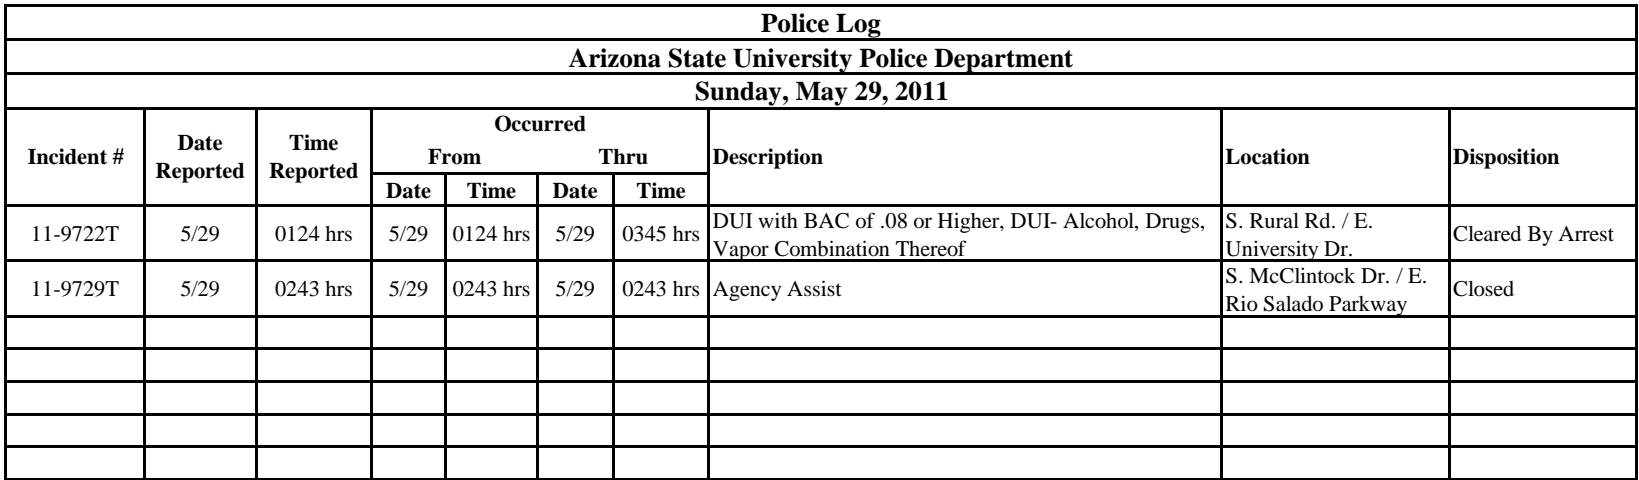 Police Log
Arizona State University Police Department
Sunday, May 29, 2011
Incident #
Date
Reported
Time
Reported
Occurred
From Thru
Date Time Date Time
Description
Location
Disposition
11-9722T 5/29 0124 hrs 5/29 0124 hrs 5/29 0345 hrs
DUI with BAC of .08 or Higher, DUI- Alcohol, Drugs,
Vapor Combination Thereof
S. Rural Rd. / E.
University Dr.
Cleared By Arrest
11-9729T 5/29 0243 hrs 5/29 0243 hrs 5/29 0243 hrs Agency Assist
S. McClintock Dr. / E.
Rio Salado Parkway
Closed